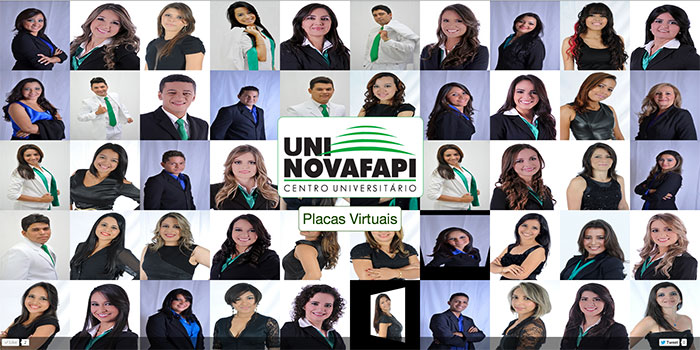 UNI
NOVAFAPI
CENTRO UNIVERSITÁRIO
Placas Virtuais
Tweet